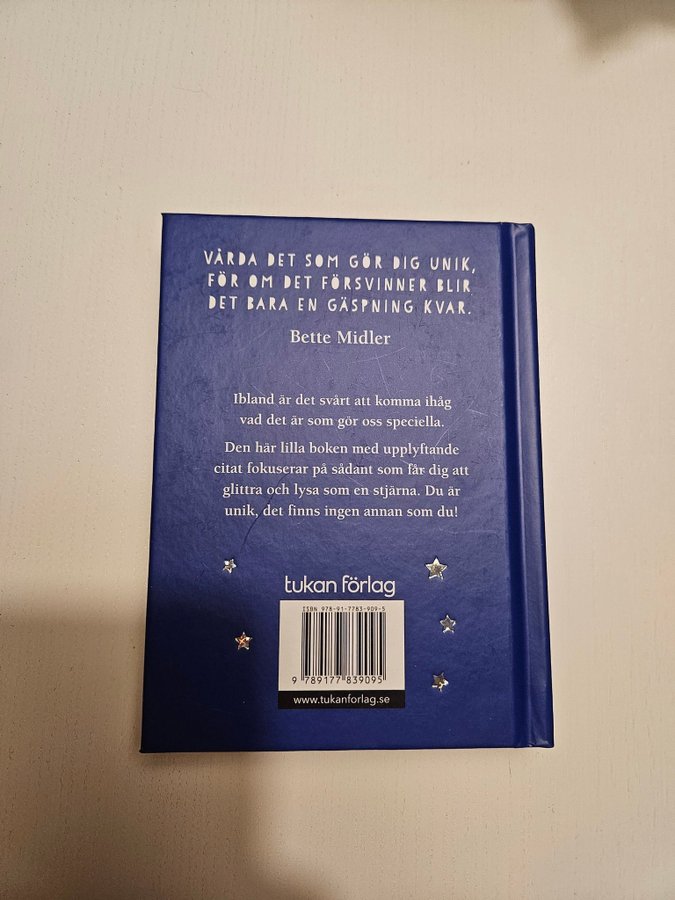 VÅRDA DET SOM GÖR DIG UNIK,
FÖR OM DET FÖRSVINNER BLIR
DET BARA EN GÄSPNING KVAR.
Bette Midler
Ibland är det svårt att komma ihåg
vad det är som gör oss speciella.
Den här lilla boken med upplyftande
citat fokuserar på sådant som får dig att
glittra och lysa som en stjärna. Du är
unik, det finns ingen annan som du!
tukan förlag
ISBN 978-91-7783-909-5
9 789177 839095
www.tukanforlag.se